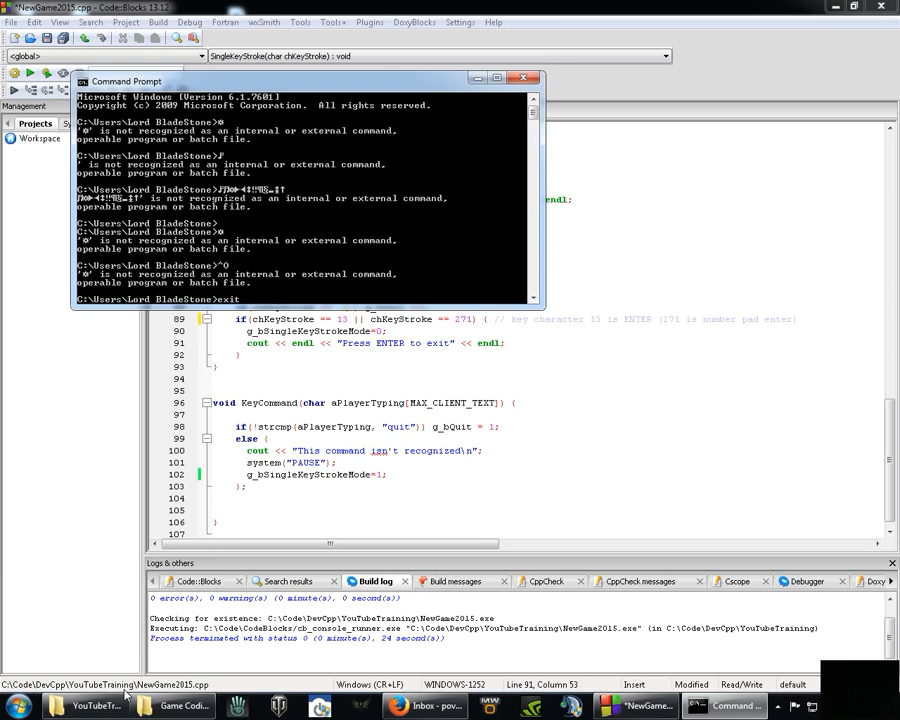 *NewGame2015.cpp - Code::Blocks 13.12
File Edit View Search Project Build Debug Fortran wxSmith Tools Tools+ Plugins DoxyBlocks Settings Help
<global> SingleKeyStroke(char chKeyStroke) : void
Management
Projects Sy
Workspace
Command Prompt
Microsoft Windows [Version 6.1.7601]
Copyright (c) 2009 Microsoft Corporation. All rights reserved.
C:\Users\Lord BladeStone>☼
'☼' is not recognized as an internal or external command,
operable program or batch file.
C:\Users\Lord BladeStone>♪
' is not recognized as an internal or external command,
operable program or batch file.
C:\Users\Lord BladeStone>♪♫☼►◄↕‼¶§▬↨↑
♫☼►◄↕‼¶§▬↨↑' is not recognized as an internal or external command,
operable program or batch file.
C:\Users\Lord BladeStone>
C:\Users\Lord BladeStone>☼
'☼' is not recognized as an internal or external command,
operable program or batch file.
C:\Users\Lord BladeStone>^O
'☼' is not recognized as an internal or external command,
operable program or batch file.
C:\Users\Lord BladeStone>exit
endl;
89 if(chKeyStroke == 13 || chKeyStroke == 271) { // key character 13 is ENTER (271 is number pad enter)
90 g_bSingleKeyStrokeMode=0;
91 cout << endl << "Press ENTER to exit" << endl;
92 }
93 }
94
95
96 void KeyCommand(char aPlayerTyping[MAX_CLIENT_TEXT]) {
97
98 if(!strcmp(aPlayerTyping, "quit")) g_bQuit = 1;
99 else {
100 cout << "This command isn't recognized\n";
101 system("PAUSE");
102 g_bSingleKeyStrokeMode=1;
103 };
104
105
106 }
107
Logs & others
Code::Blocks Search results Build log Build messages CppCheck CppCheck messages Cscope Debugger Doxy
0 error(s), 0 warning(s) (0 minute(s), 0 second(s))
Checking for existence: C:\Code\DevCpp\YouTubeTraining\NewGame2015.exe
Executing: C:\Code\CodeBlocks/cb_console_runner.exe "C:\Code\DevCpp\YouTubeTraining\NewGame2015.exe" (in C:\Code\DevCpp\YouTubeTraining)
Process terminated with status 0 (0 minute(s), 24 second(s))
C:\Code\DevCpp\YouTubeTraining\NewGame2015.cpp Windows (CR+LF) WINDOWS-1252 Line 91, Column 53 Insert Read/Write default
YouTubeTr... Game Codi... Inbox - pov... *NewGame... Command ...